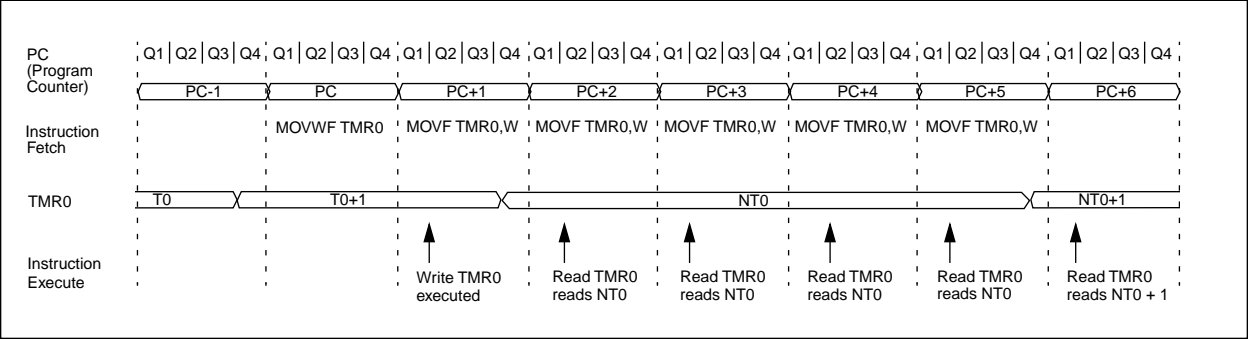 PC
(Program
Counter)
Q1 Q2 Q3 Q4 Q1 Q2 Q3 Q4 Q1 Q2 Q3 Q4 Q1 Q2 Q3 Q4 Q1 Q2 Q3 Q4 Q1 Q2 Q3 Q4 Q1 Q2 Q3 Q4 Q1 Q2 Q3 Q4
PC-1 PC PC+1 PC+2 PC+3 PC+4 PC+5 PC+6
Instruction
Fetch
MOVWF TMR0 MOVF TMR0,W MOVF TMR0,W MOVF TMR0,W MOVF TMR0,W MOVF TMR0,W
TMR0
T0 T0+1 NT0 NT0+1
Instruction
Execute
Write TMR0
executed
Read TMR0
reads NT0
Read TMR0
reads NT0
Read TMR0
reads NT0
Read TMR0
reads NT0
Read TMR0
reads NT0 + 1